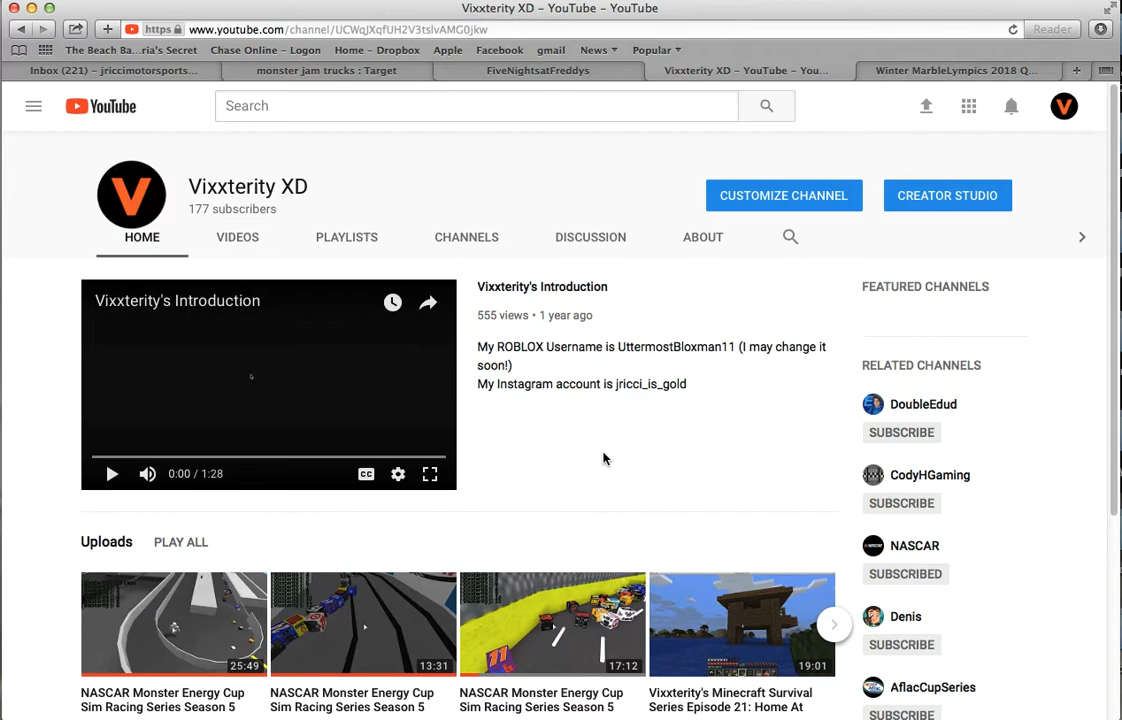 Vixxterity XD – YouTube – YouTube
https www.youtube.com/channel/UCWqJXqfUH2V3tslvAMG0jkw
Reader
The Beach Ba...ria's Secret Chase Online – Logon Home – Dropbox Apple Facebook gmail News Popular
Inbox (221) – jriccimotorsports... monster jam trucks : Target FiveNightsatFreddys Vixxterity XD – YouTube – You... Winter MarbleLympics 2018 Q...
YouTube
Search
V
V
Vixxterity XD
177 subscribers
CUSTOMIZE CHANNEL
CREATOR STUDIO
HOME VIDEOS PLAYLISTS CHANNELS DISCUSSION ABOUT
Vixxterity's Introduction
CC
0:00 / 1:28
Vixxterity's Introduction
555 views • 1 year ago
My ROBLOX Username is UttermostBloxman11 (I may change it
soon!)
My Instagram account is jricci_is_gold
FEATURED CHANNELS
RELATED CHANNELS
DoubleEdud
SUBSCRIBE
CodyHGaming
SUBSCRIBE
NASCAR
SUBSCRIBED
Denis
SUBSCRIBE
AflacCupSeries
SUBSCRIBE
Uploads PLAY ALL
25:49
13:31
17:12
19:01
NASCAR Monster Energy Cup
Sim Racing Series Season 5
NASCAR Monster Energy Cup
Sim Racing Series Season 5
NASCAR Monster Energy Cup
Sim Racing Series Season 5
Vixxterity's Minecraft Survival
Series Episode 21: Home At